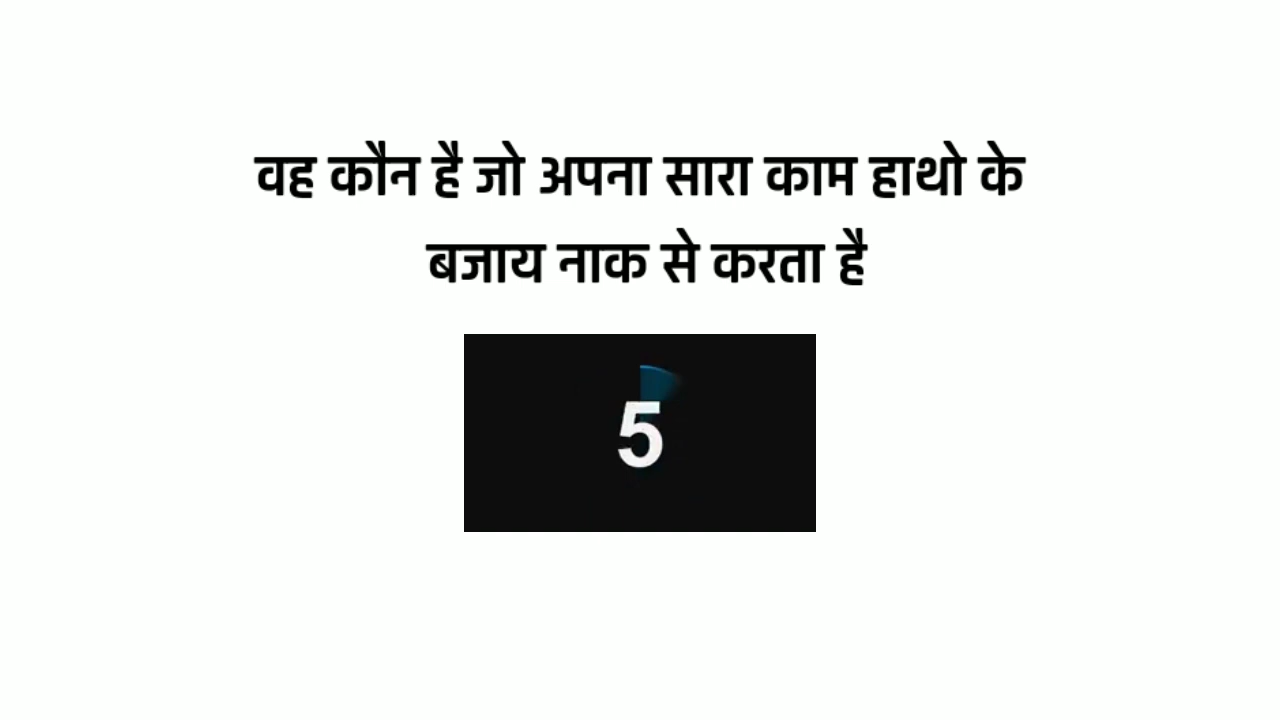 वह कौन है जो अपना सारा काम हाथो के
बजाय नाक से करता है
5